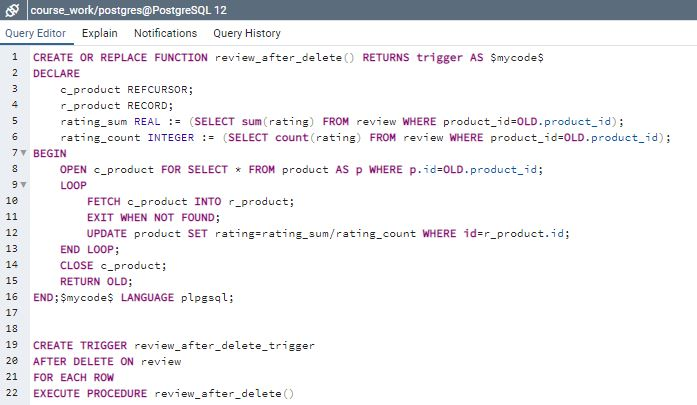 course_work/postgres@PostgreSQL 12
Query Editor Explain Notifications Query History
1 CREATE OR REPLACE FUNCTION review_after_delete() RETURNS trigger AS $mycode$
2 DECLARE
3 c_product REFCURSOR;
4 r_product RECORD;
5 rating_sum REAL := (SELECT sum(rating) FROM review WHERE product_id=OLD.product_id);
6 rating_count INTEGER := (SELECT count(rating) FROM review WHERE product_id=OLD.product_id);
7 BEGIN
8 OPEN c_product FOR SELECT * FROM product AS p WHERE p.id=OLD.product_id;
9 LOOP
10 FETCH c_product INTO r_product;
11 EXIT WHEN NOT FOUND;
12 UPDATE product SET rating=rating_sum/rating_count WHERE id=r_product.id;
13 END LOOP;
14 CLOSE c_product;
15 RETURN OLD;
16 END;$mycode$ LANGUAGE plpgsql;
17
18
19 CREATE TRIGGER review_after_delete_trigger
20 AFTER DELETE ON review
21 FOR EACH ROW
22 EXECUTE PROCEDURE review_after_delete()